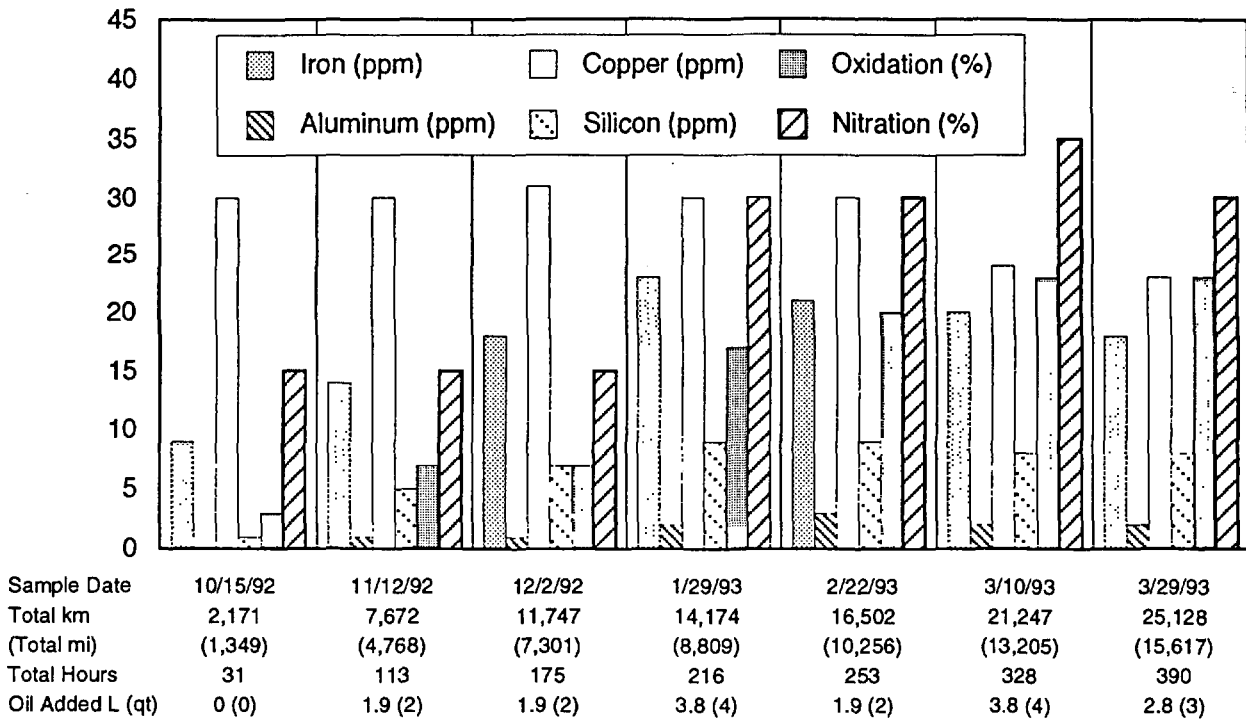 45
40
35
30
25
20
15
10
5
0
Iron (ppm) Copper (ppm) Oxidation (%)
Aluminum (ppm) Silicon (ppm) Nitration (%)
Sample Date 10/15/92 11/12/92 12/2/92 1/29/93 2/22/93 3/10/93 3/29/93
Total km 2,171 7,672 11,747 14,174 16,502 21,247 25,128
(Total mi) (1,349) (4,768) (7,301) (8,809) (10,256) (13,205) (15,617)
Total Hours 31 113 175 216 253 328 390
Oil Added L (qt) 0 (0) 1.9 (2) 1.9 (2) 3.8 (4) 1.9 (2) 3.8 (4) 2.8 (3)